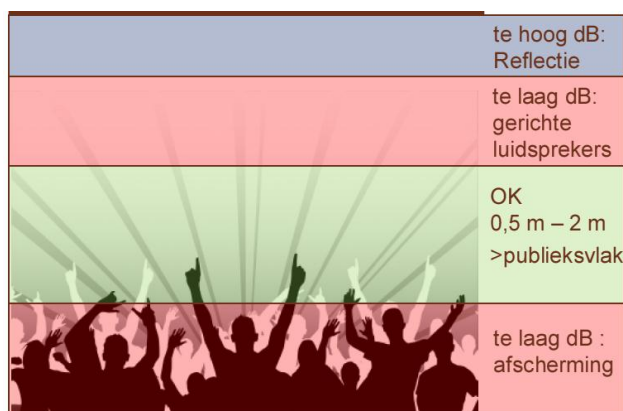 te hoog dB:
Reflectie
te laag dB:
gerichte
luidsprekers
OK
0,5 m – 2 m
>publieksvlak
te laag dB :
afscherming